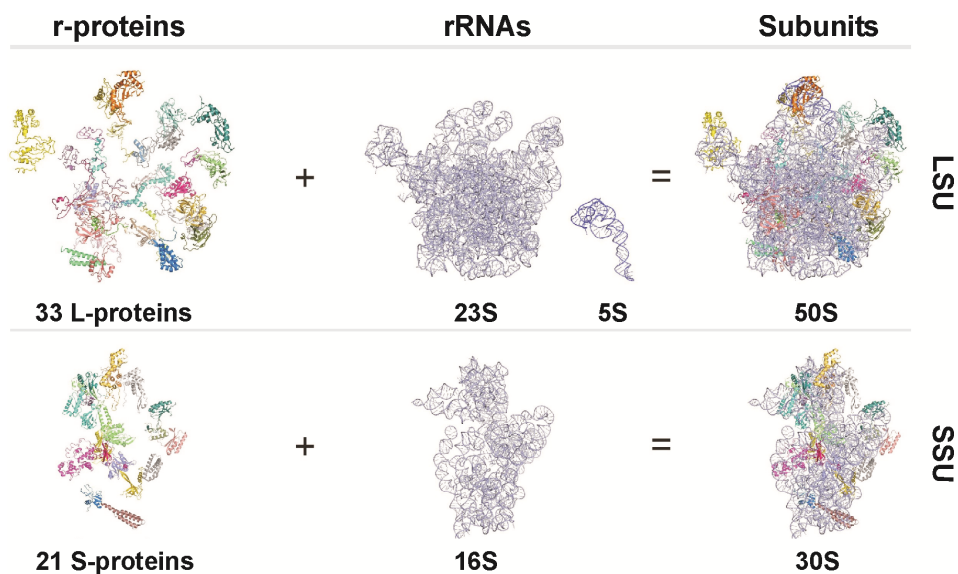 r-proteins rRNAs Subunits
+ = LSU
33 L-proteins 23S 5S 50S
+ = SSU
21 S-proteins 16S 30S